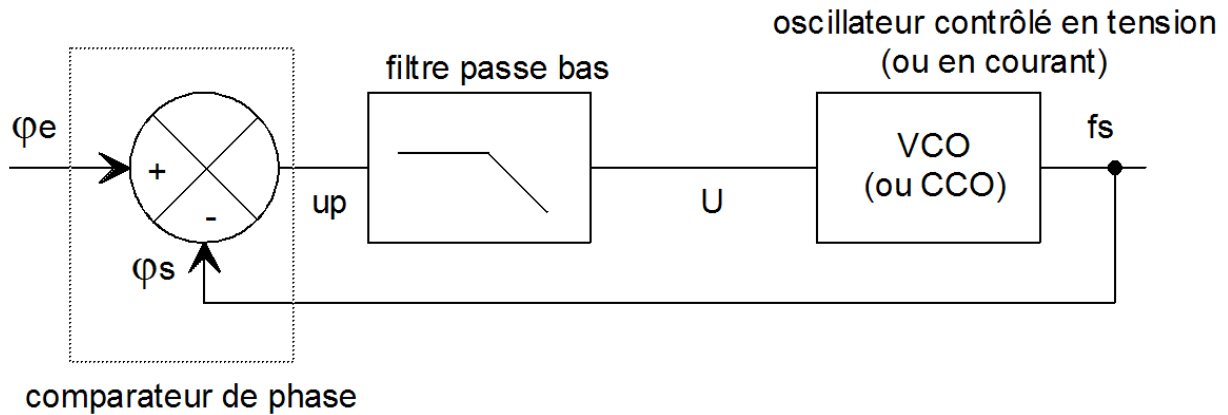 oscillateur contrôlé en tension
(ou en courant)
filtre passe bas
φe
+
-
up
U
VCO
(ou CCO)
fs
φs
comparateur de phase